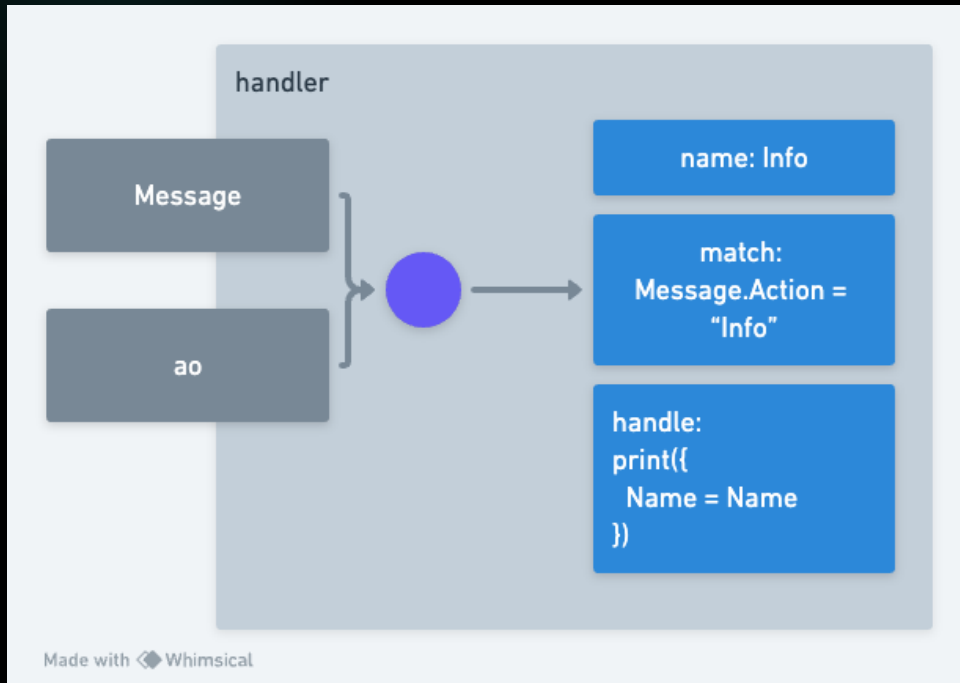 handler
Message
ao
name: Info
match:
Message.Action =
“Info”
handle:
print({
  Name = Name
})
Made with Whimsical